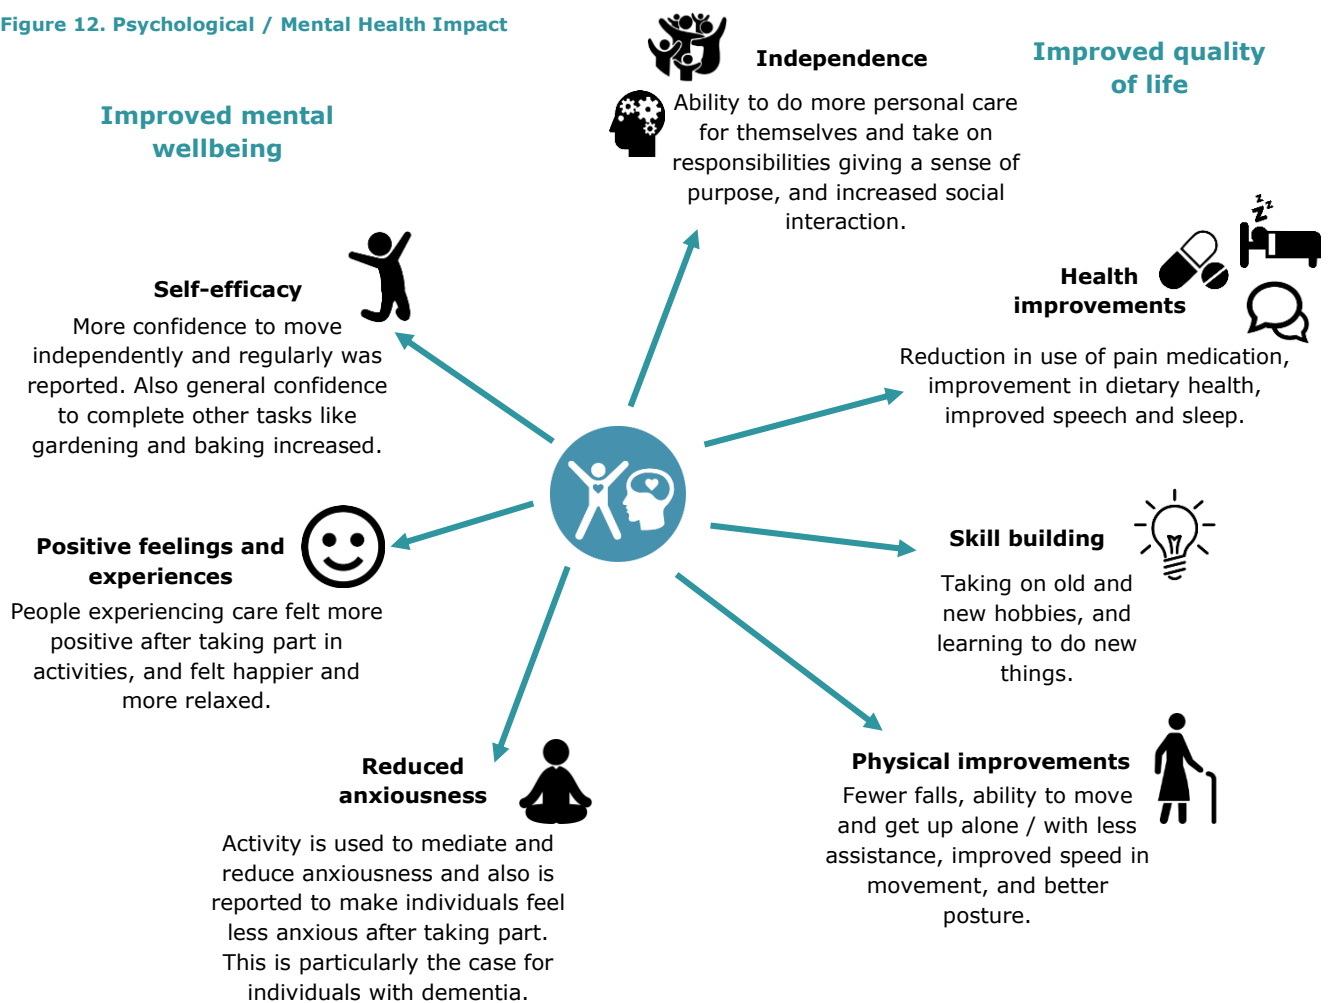 Figure 12. Psychological / Mental Health Impact
Improved mental
wellbeing
Self-efficacy
More confidence to move
independently and regularly was
reported. Also general confidence
to complete other tasks like
gardening and baking increased.
Positive feelings and
experiences
People experiencing care felt more
positive after taking part in
activities, and felt happier and
more relaxed.
Reduced
anxiousness
Activity is used to mediate and
reduce anxiousness and also is
reported to make individuals feel
less anxious after taking part.
This is particularly the case for
individuals with dementia.
Improved quality
of life
Independence
Ability to do more personal care
for themselves and take on
responsibilities giving a sense of
purpose, and increased social
interaction.
Health
improvements
z
z
z
Reduction in use of pain medication,
improvement in dietary health,
improved speech and sleep.
Skill building
Taking on old and
new hobbies, and
learning to do new
things.
Physical improvements
Fewer falls, ability to move
and get up alone / with less
assistance, improved speed in
movement, and better
posture.